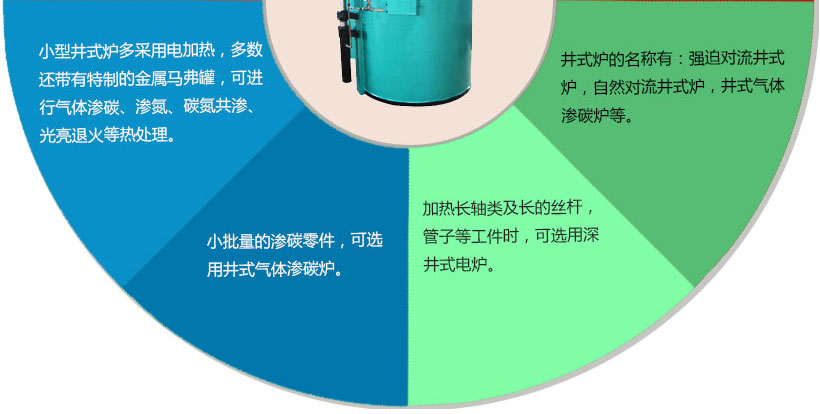 小型井式炉多采用电加热，多数
还带有特制的金属马弗罐，可进
行气体渗碳、渗氮、碳氮共渗、
光亮退火等热处理。
小批量的渗碳零件，可选
用井式气体渗碳炉。
加热长轴类及长的丝杆，
管子等工件时，可选用深
井式电炉。
井式炉的名称有：强迫对流井式
炉，自然对流井式炉，井式气体
渗碳炉等。